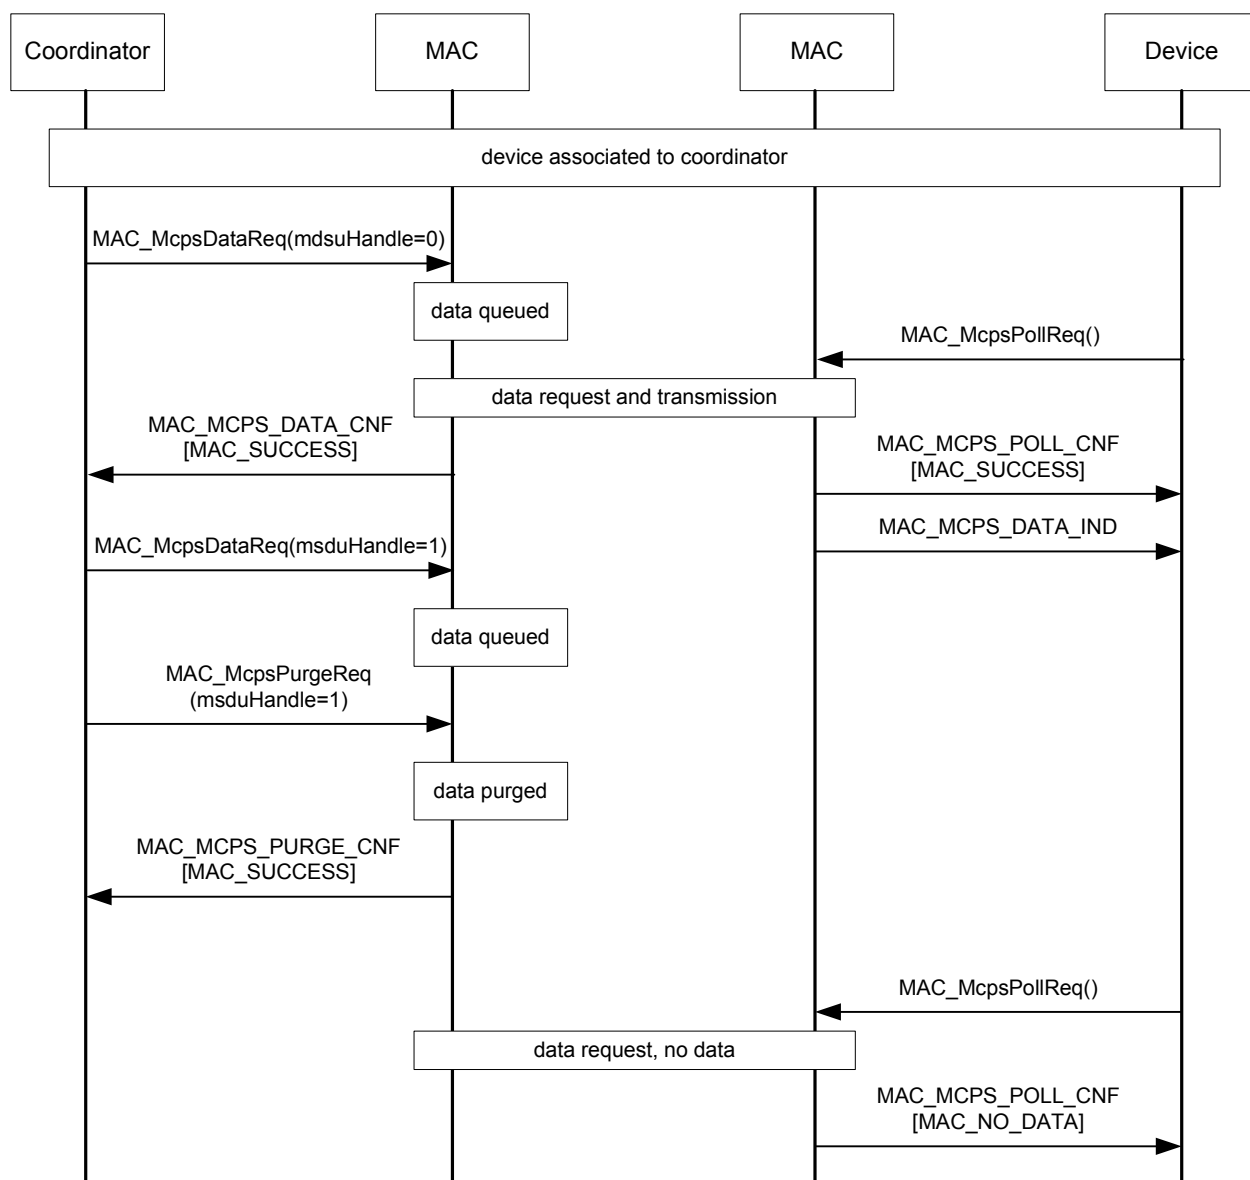 Coordinator
MAC
MAC
Device
device associated to coordinator
MAC_McpsDataReq(mdsuHandle=0)
data queued
MAC_McpsPollReq()
data request and transmission
MAC_MCPS_DATA_CNF
[MAC_SUCCESS]
MAC_MCPS_POLL_CNF
[MAC_SUCCESS]
MAC_McpsDataReq(msduHandle=1)
MAC_MCPS_DATA_IND
data queued
MAC_McpsPurgeReq
(msduHandle=1)
data purged
MAC_MCPS_PURGE_CNF
[MAC_SUCCESS]
MAC_McpsPollReq()
data request, no data
MAC_MCPS_POLL_CNF
[MAC_NO_DATA]